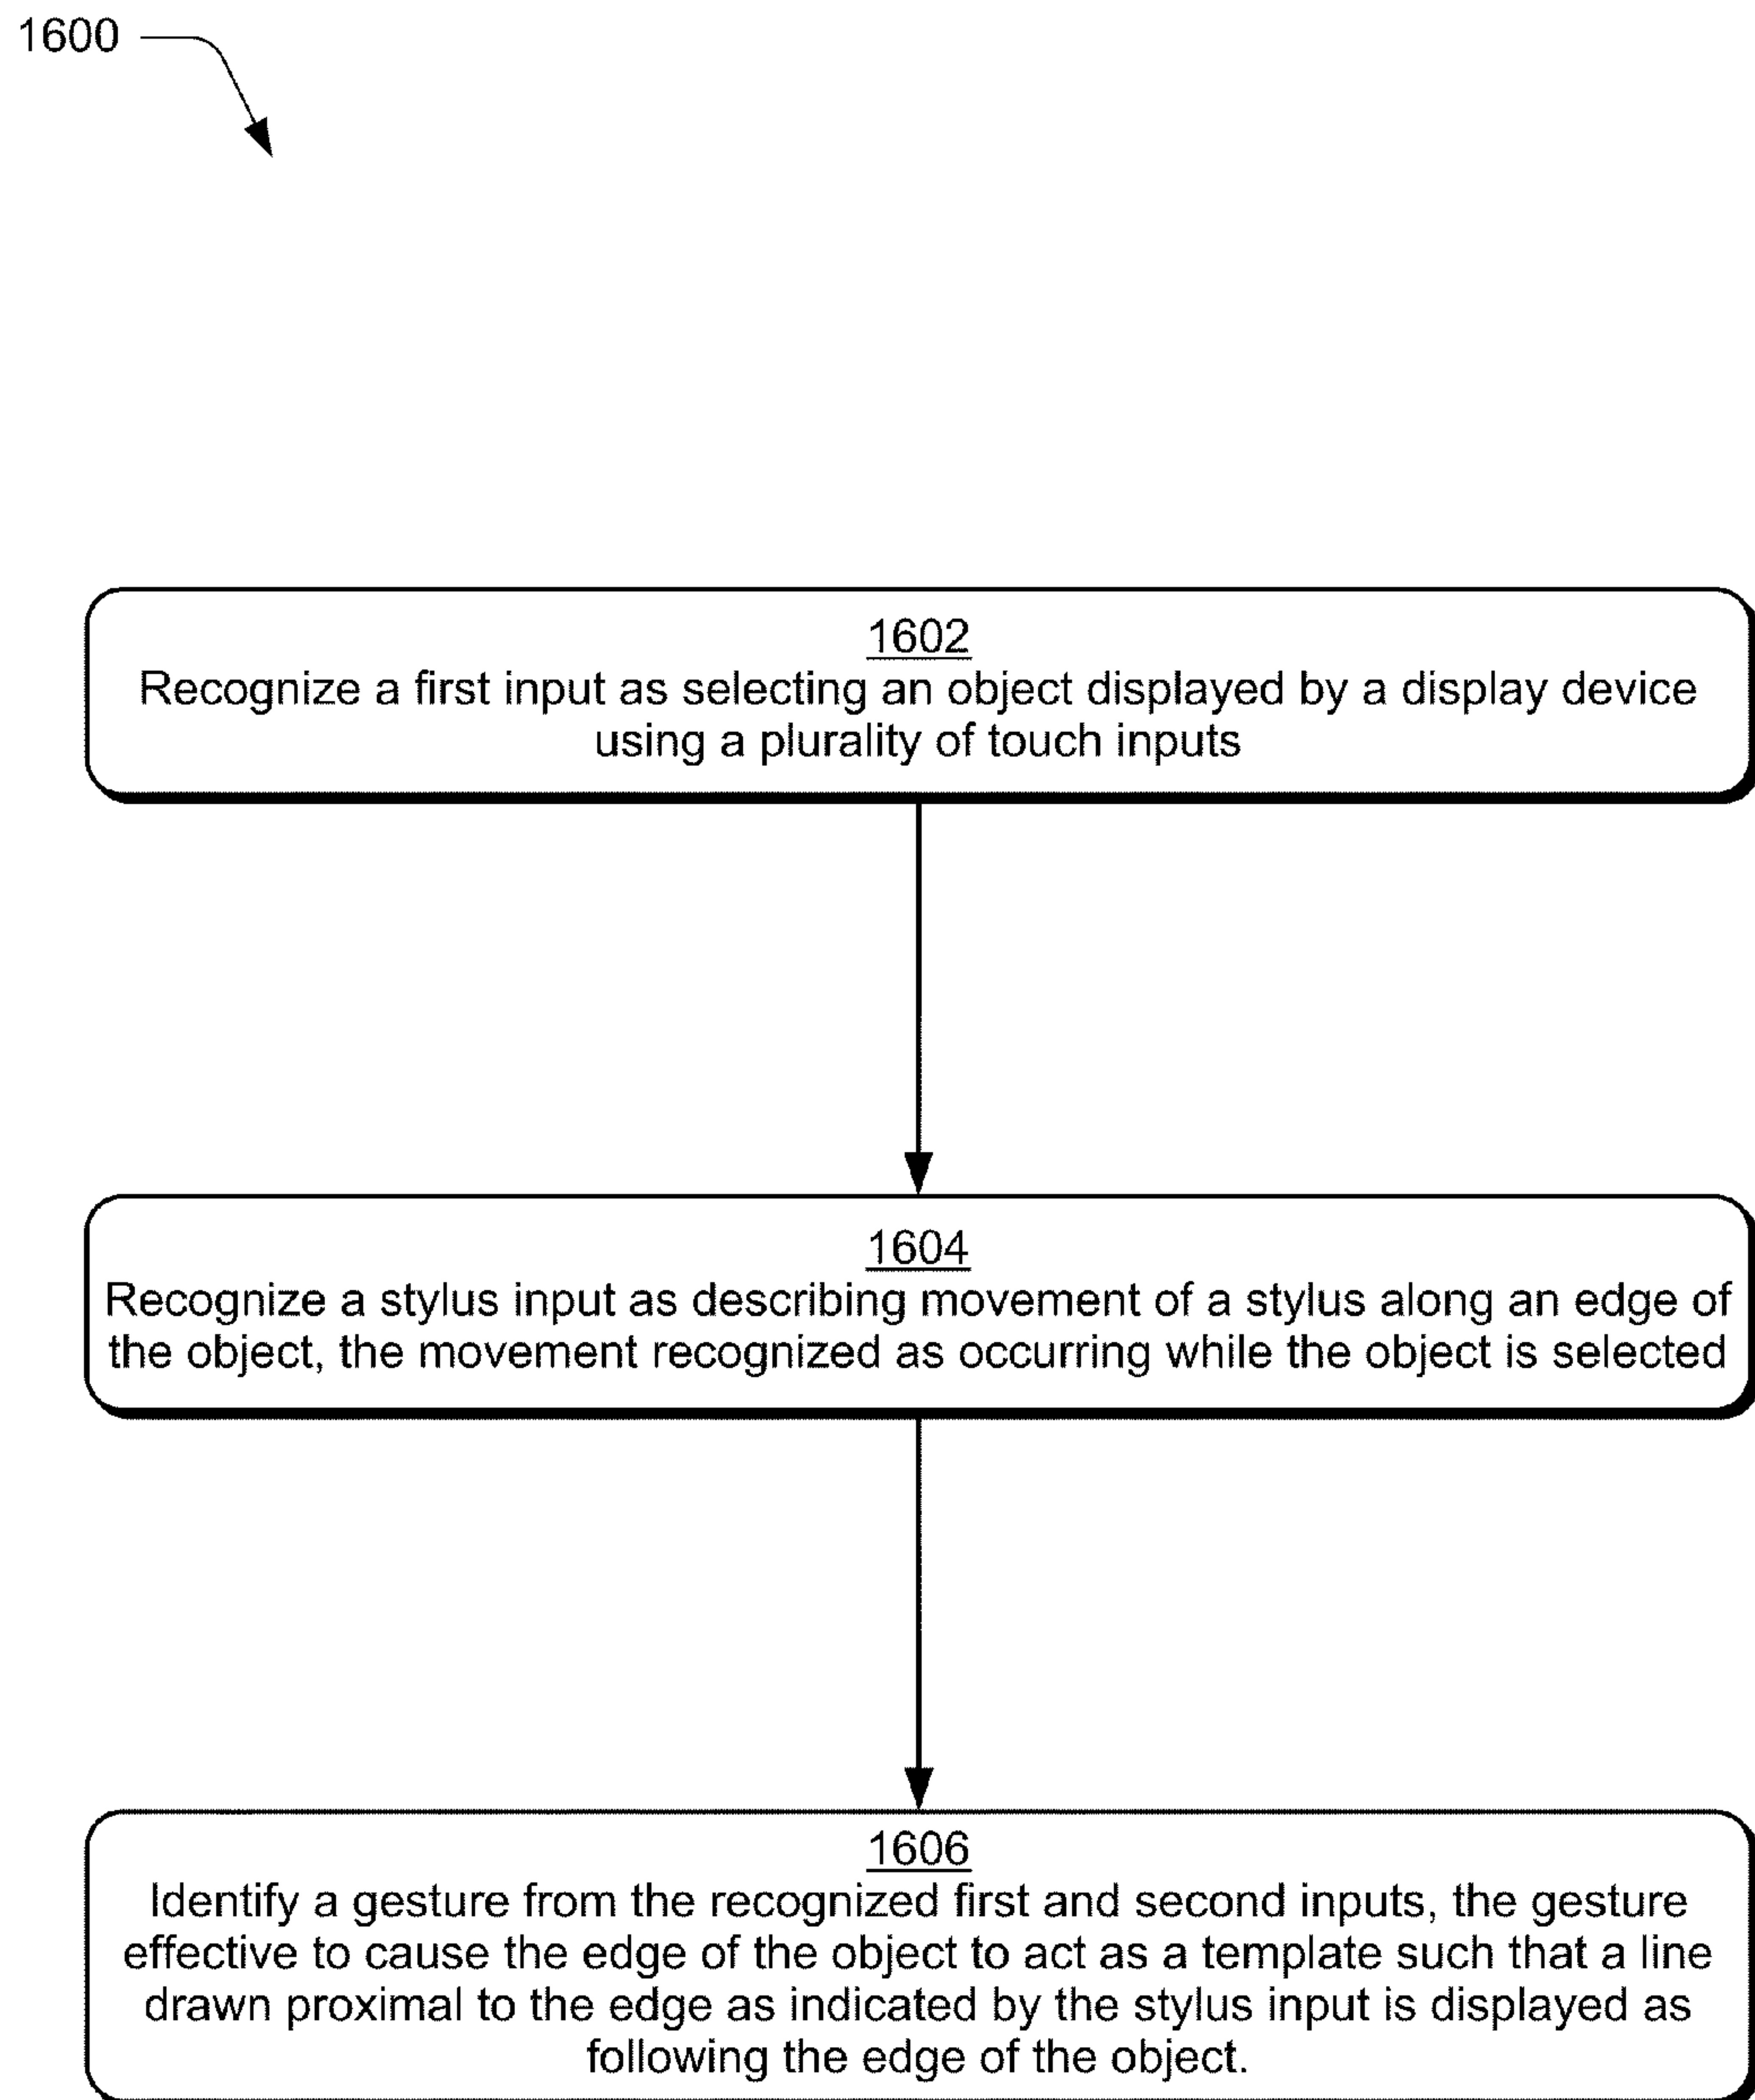 1600
1602
Recognize a first input as selecting an object displayed by a display device
using a plurality of touch inputs
1604
Recognize a stylus input as describing movement of a stylus along an edge of
the object, the movement recognized as occurring while the object is selected
1606
Identify a gesture from the recognized first and second inputs, the gesture
effective to cause the edge of the object to act as a template such that a line
drawn proximal to the edge as indicated by the stylus input is displayed as
following the edge of the object.